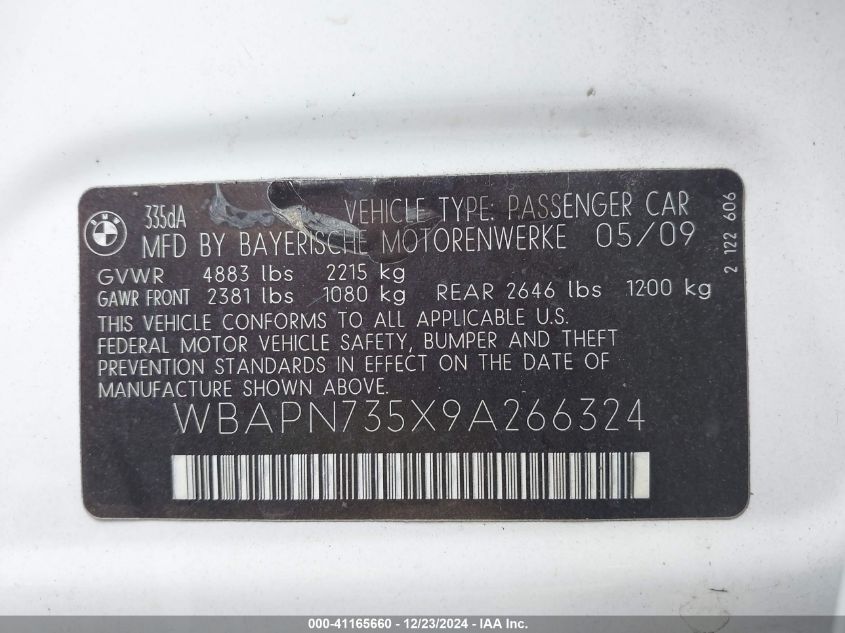 BMW
335dA VEHICLE TYPE: PASSENGER CAR
MFD BY BAYERISCHE MOTORENWERKE 05/09
GVWR 4883 lbs 2215 kg
GAWR FRONT 2381 lbs 1080 kg REAR 2646 lbs 1200 kg
THIS VEHICLE CONFORMS TO ALL APPLICABLE U.S.
FEDERAL MOTOR VEHICLE SAFETY, BUMPER AND THEFT
PREVENTION STANDARDS IN EFFECT ON THE DATE OF
MANUFACTURE SHOWN ABOVE.
WBAPN735X9A266324
2 122 606
000-41165660 - 12/23/2024 - IAA Inc.